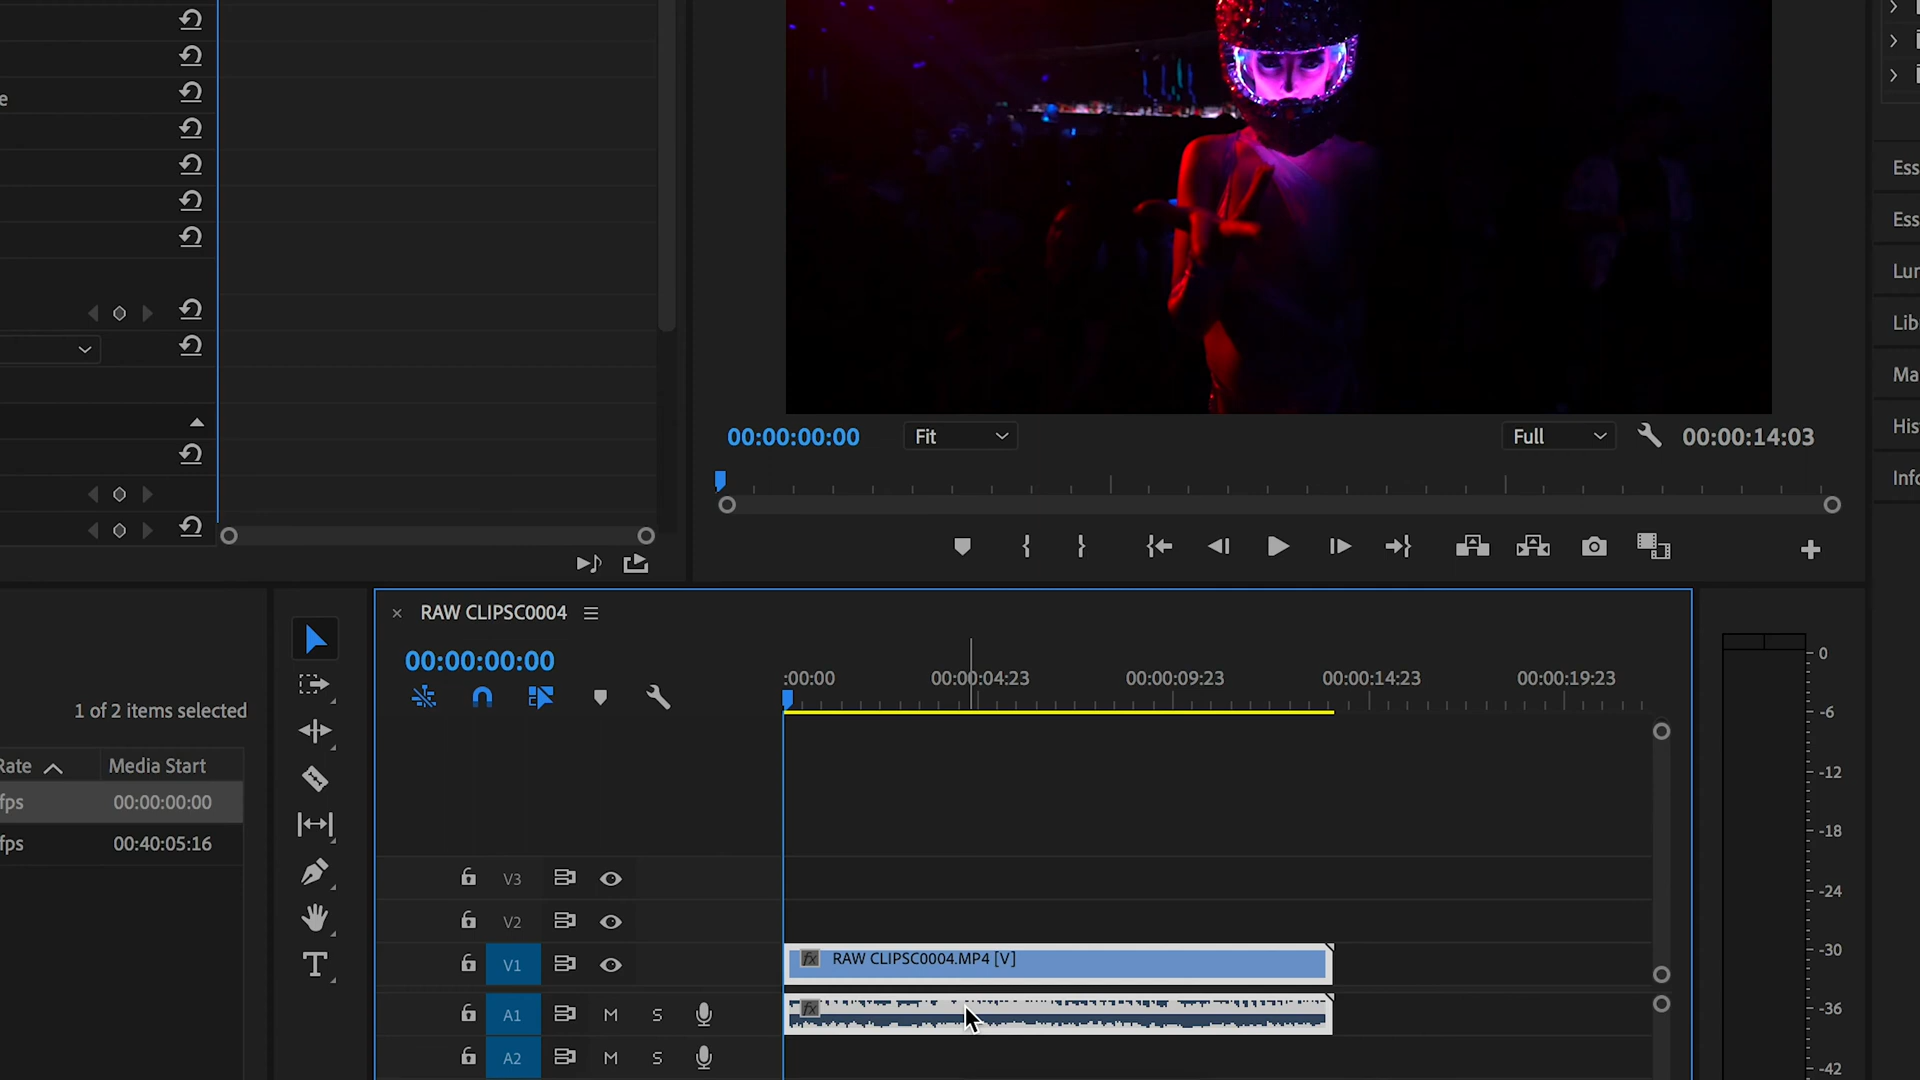 e
Ess
Ess
Lur
Lib
Ma
His
Info
00:00:00:00
Fit
Full
00:00:14:03
× RAW CLIPSC0004
00:00:00:00
:00:00
00:00:04:23
00:00:09:23
00:00:14:23
00:00:19:23
1 of 2 items selected
Rate
Media Start
fps
00:00:00:00
fps
00:40:05:16
T
V3
V2
V1
RAW CLIPSC0004.MP4 [V]
fx
A1
M
S
fx
A2
M
S
0
-6
-12
-18
-24
-30
-36
-42